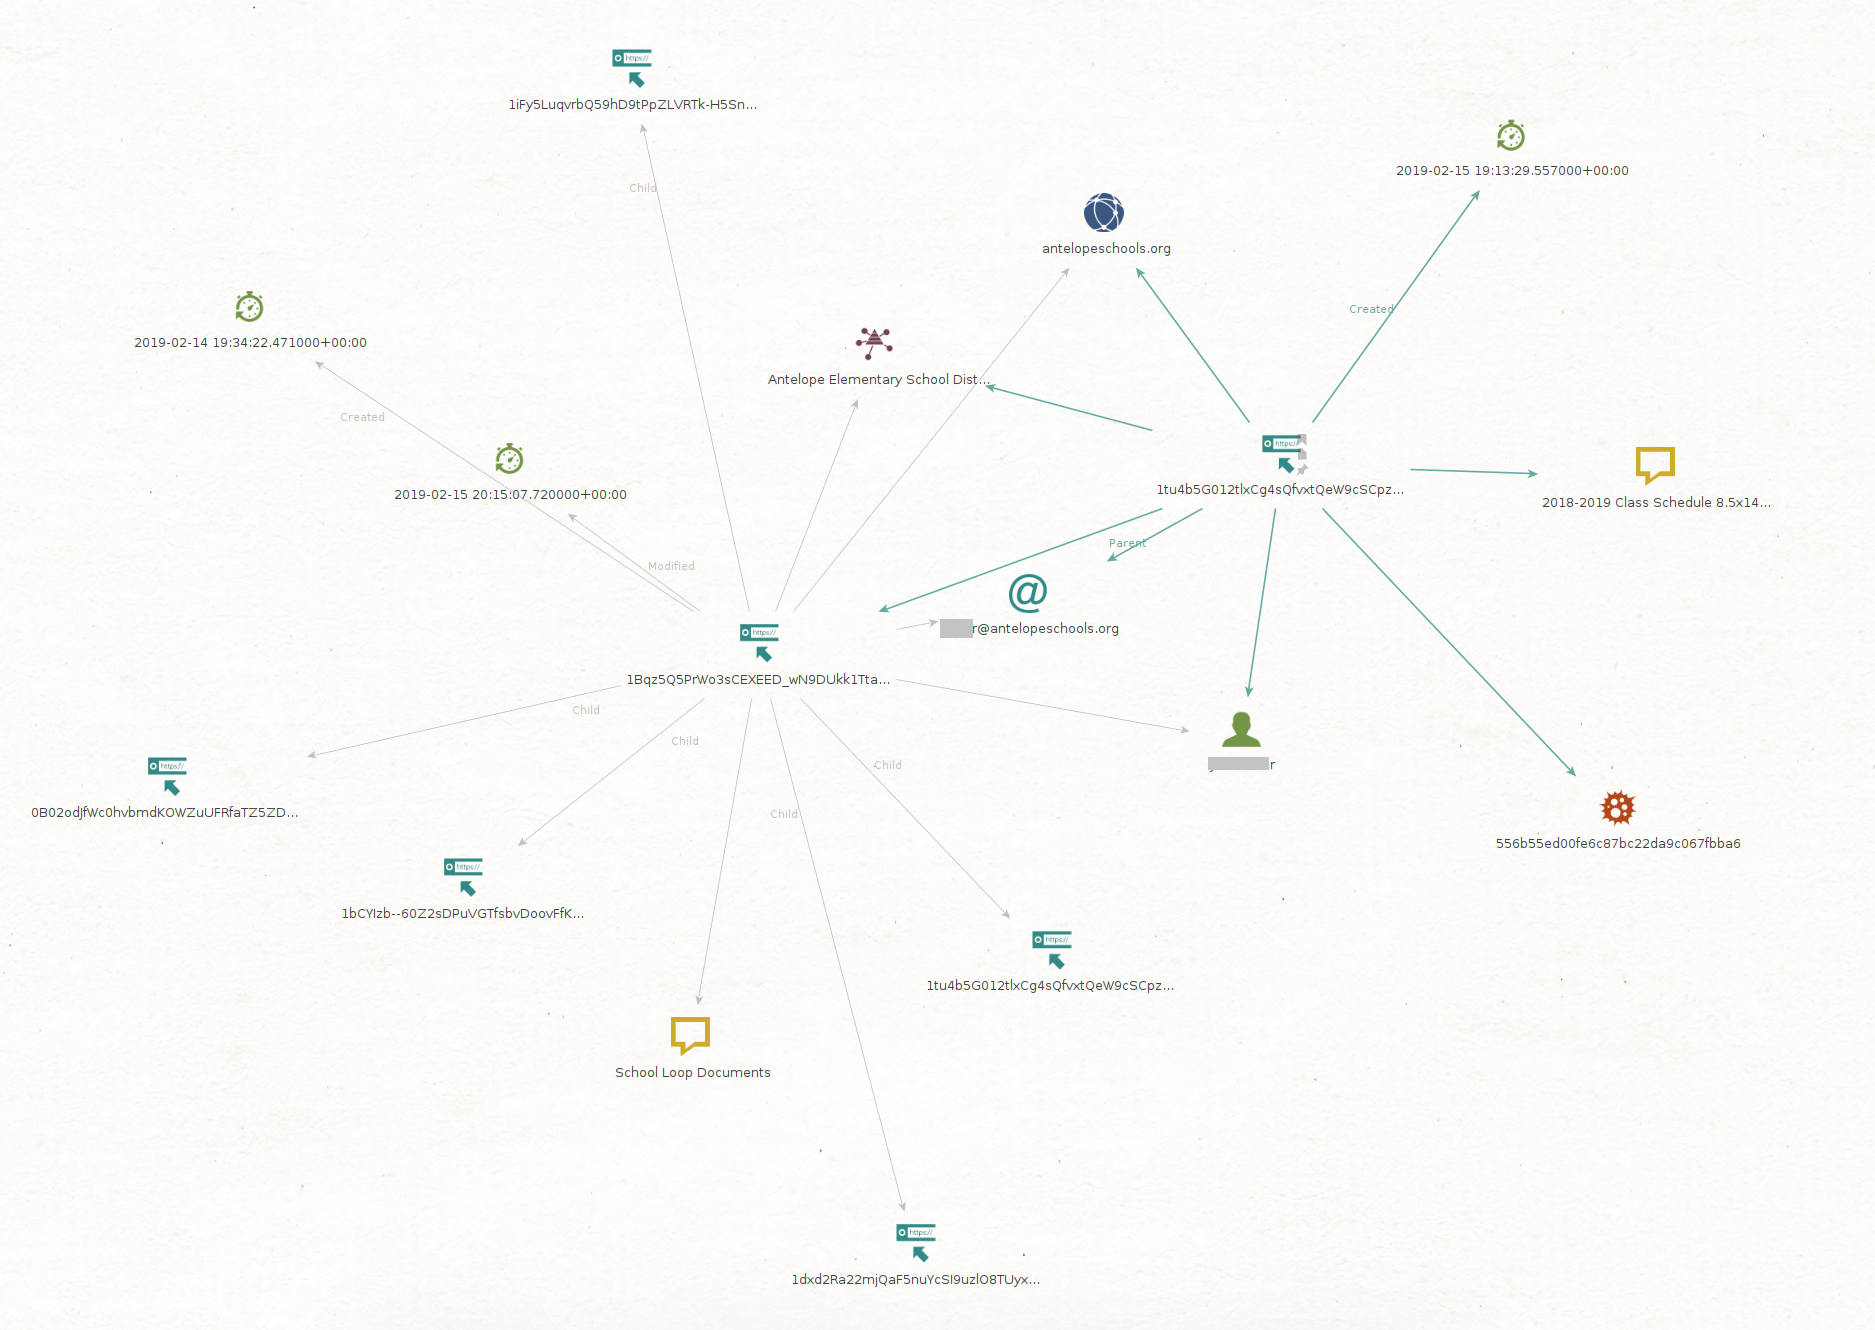 https://
1iFy5LuqvrbQ59hD9tPpZLVRTk-H5Sn...
2019-02-15 19:13:29.557000+00:00
Child
antelopeschools.org
Created
2019-02-14 19:34:22.471000+00:00
Antelope Elementary School Dist...
Created
https://
1tu4b5G012tlxCg4sQfvxtQeW9cSCpz...
2019-02-15 20:15:07.720000+00:00
2018-2019 Class Schedule 8.5x14...
Parent
Modified
@
r@antelopeschools.org
https://
1Bqz5Q5PrWo3sCEXEED_wN9DUkk1Tta...
Child
Child
https://
Child
r
0B02odJfWc0hvbmdKOWZuUFRfaTZ5ZD...
Child
556b55ed00fe6c87bc22da9c067fbba6
https://
1bCYIzb--60Z2sDPuVGTfsbvDoovFfK...
https://
1tu4b5G012tlxCg4sQfvxtQeW9cSCpz...
School Loop Documents
https://
1dxd2Ra22mjQaF5nuYcSI9uzlO8TUyx...